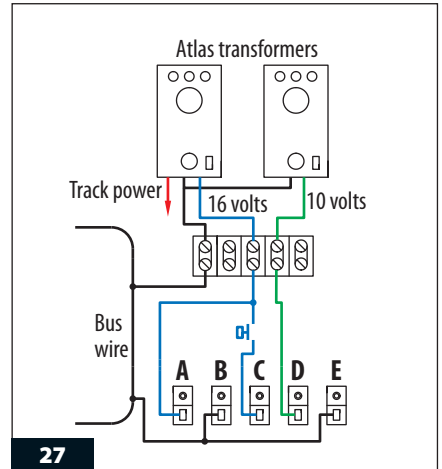 Atlas transformers
Track power
16 volts
10 volts
Bus
wire
A B C D E
27